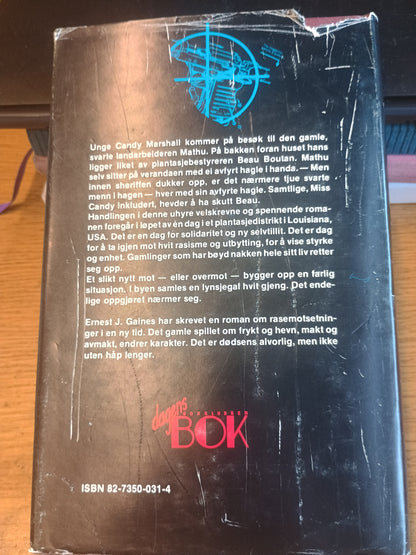 Unge Candy Marshall kommer på besøk til den gamle,
svarte landarbeideren Mathu. På bakken foran huset hans
ligger liket av plantasjebestyreren Beau Boutan. Mathu
selv sitter på verandaen med ei avfyrt hagle i handa. — Men
innen sheriffen dukker opp, er det nærmere tjue svarte
menn i hagen — hver med sin avfyrte hagle. Samtlige, Miss
Candy inkludert, hevder å ha skutt Beau.
Handlingen i denne uhyre velskrevne og spennende roma-
nen foregår i løpet av én dag i et plantasjedistrikt i Louisiana,
USA. Det er en dag for solidaritet og ny selvtillit. Det er dag
for å ta igjen mot hvit rasisme og utbytting, for å vise styrke
og enhet. Gamlinger som har bøyd nakken heie sitt liv retter
seg opp.
Et slikt nytt mot — eller overmot — bygger opp en farlig
situasjon. I byen samles en lynsjegal hvit gjeng. Det ende-
lige oppgjøret nærmer seg.
Ernest J. Gaines har skrevet en roman om rasemotsetnin-
ger i en ny tid. Det gamle spillet om frykt og hevn, makt og
avmakt, endrer karakter. Det er dødsens alvorlig, men ikke
uten håp lenger.
dagens
BOKKLUBBEN
BOK
ISBN 82-7350-031-4